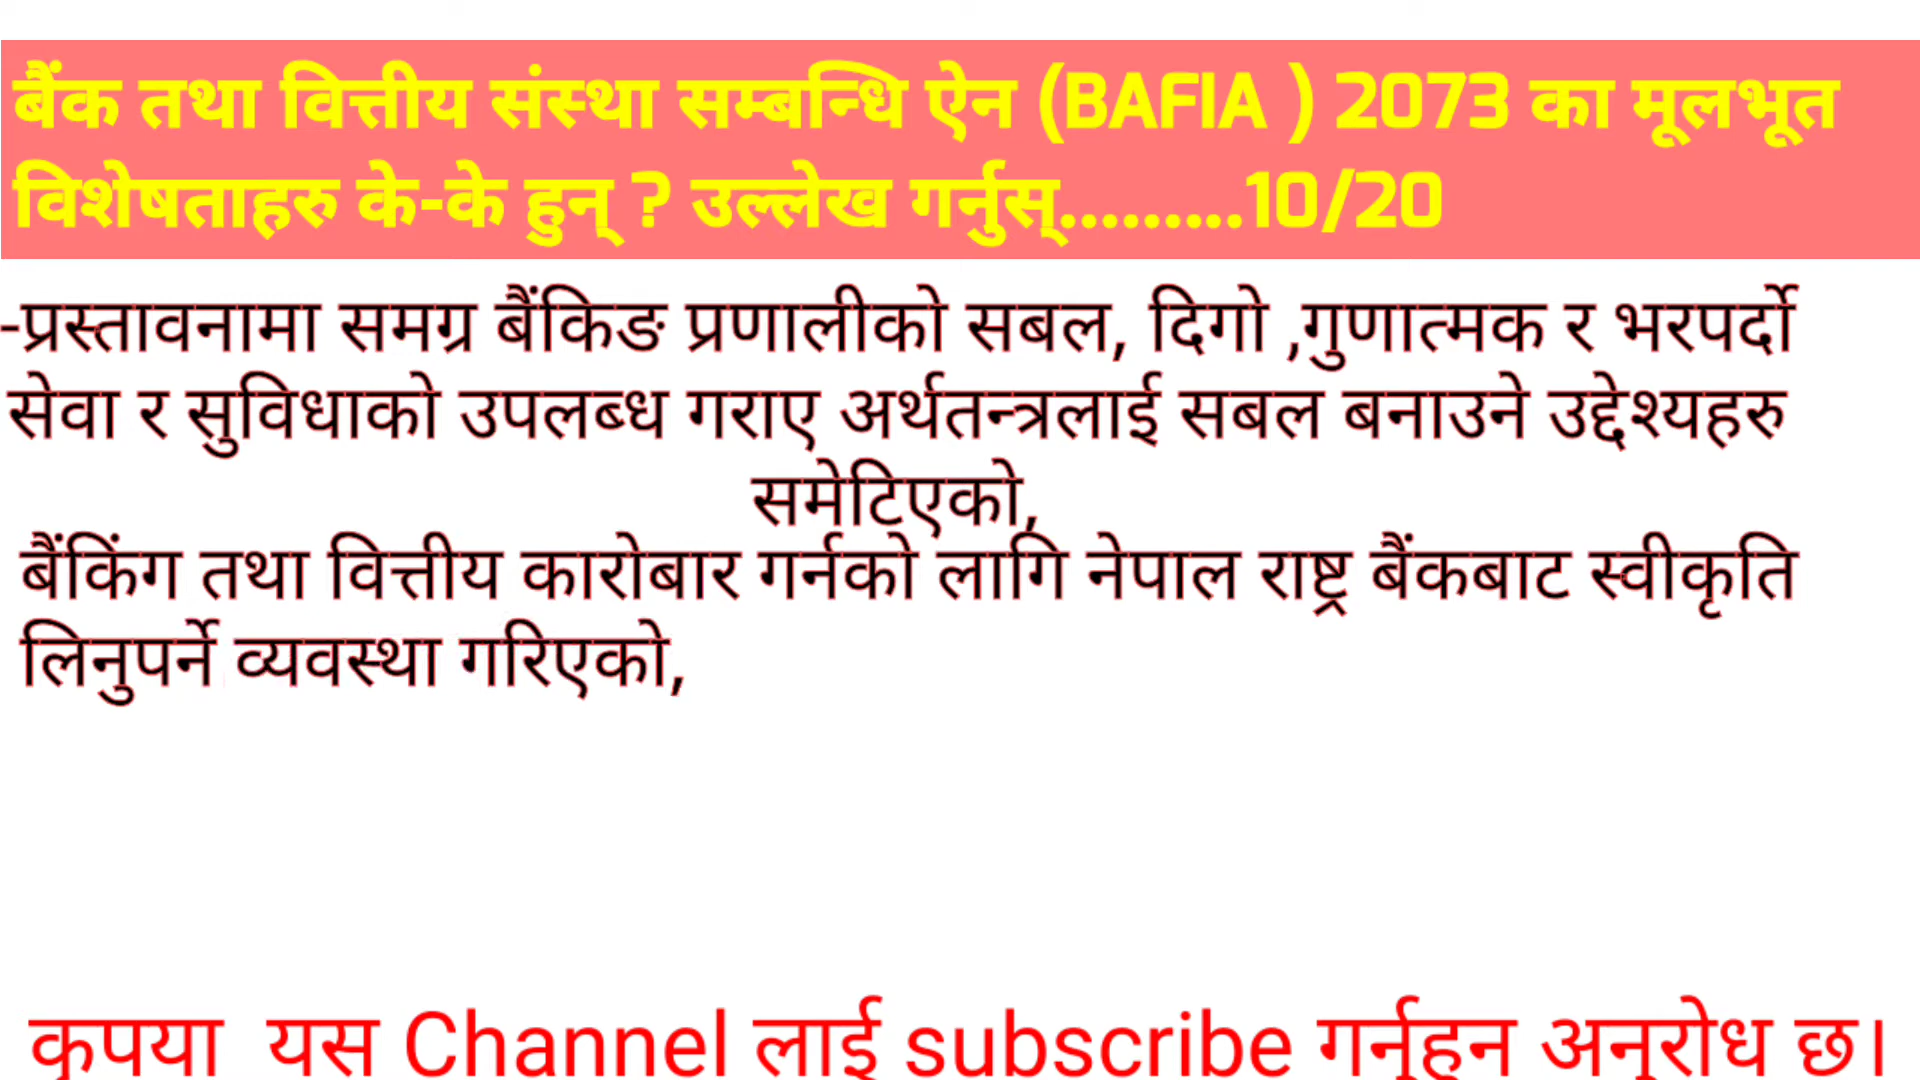 बैंक तथा वित्तीय संस्था सम्बन्धि ऐन (BAFIA ) 2073 का मूलभूत
विशेषताहरु के-के हुन् ? उल्लेख गर्नुस्.........10/20
-प्रस्तावनामा समग्र बैंकिङ प्रणालीको सबल, दिगो ,गुणात्मक र भरपर्दो
सेवा र सुविधाको उपलब्ध गराए अर्थतन्त्रलाई सबल बनाउने उद्देश्यहरु
समेटिएको,
बैंकिंग तथा वित्तीय कारोबार गर्नको लागि नेपाल राष्ट्र बैंकबाट स्वीकृति
लिनुपर्ने व्यवस्था गरिएको,
कृपया यस Channel लाई subscribe गर्नुहुन अनुरोध छ।